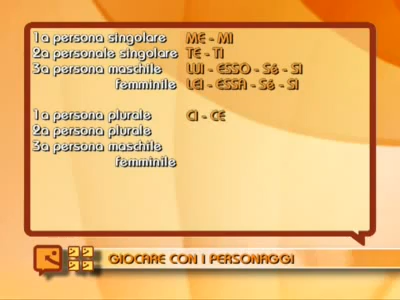 1a persona singolare ME - MI
2a personale singolare TE - TI
3a persona maschile LUI - ESSO - Sé - SI
femminile LEI - ESSA - Sé - SI
1a persona plurale CI - CE
2a persona plurale
3a persona maschile
femminile
GIOCARE CON I PERSONAGGI